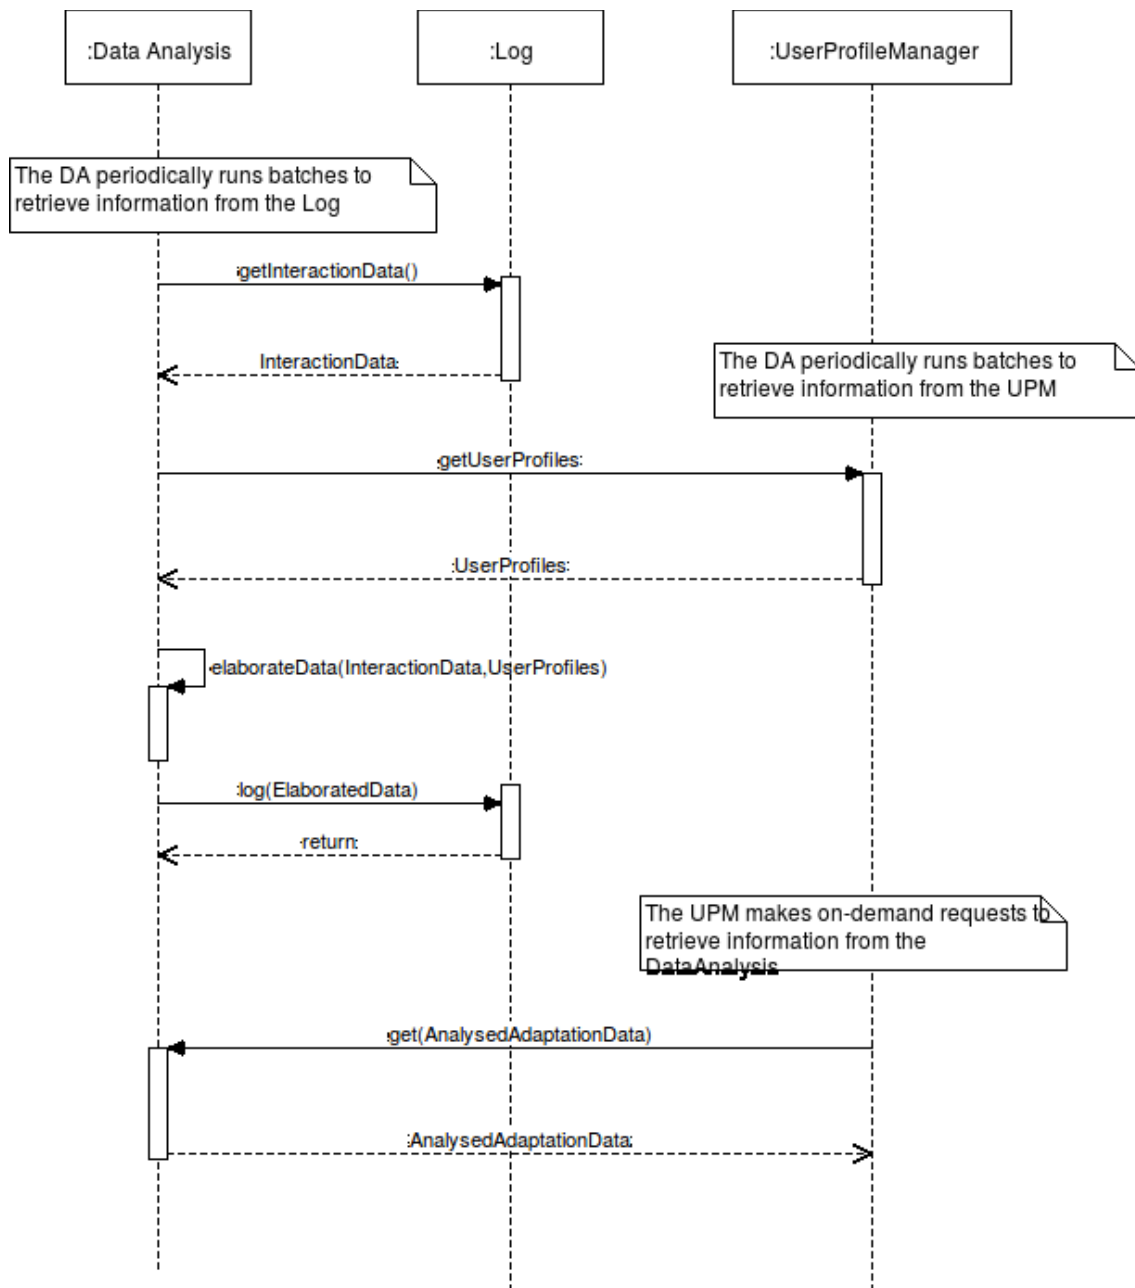 :Data Analysis
:Log
:UserProfileManager
The DA periodically runs batches to
retrieve information from the Log
getInteractionData()
InteractionData
The DA periodically runs batches to
retrieve information from the UPM
getUserProfiles
UserProfiles
elaborateData(InteractionData,UserProfiles)
log(ElaboratedData)
return
The UPM makes on-demand requests to
retrieve information from the
DataAnalysis
get(AnalysedAdaptationData)
AnalysedAdaptationData